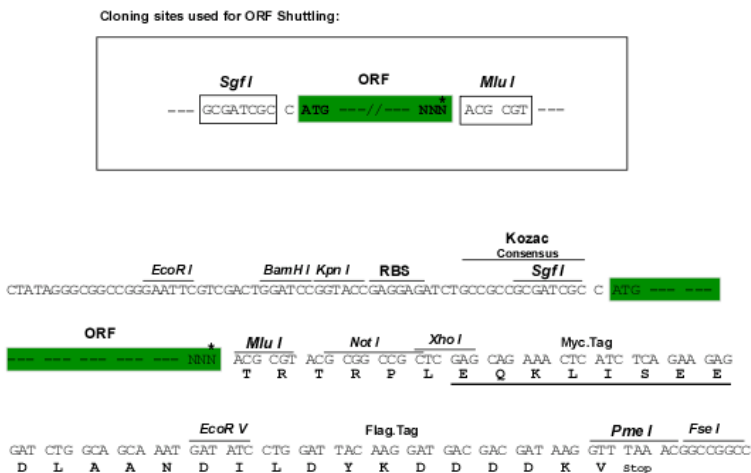 Cloning sites used for ORF Shuttling:
Sgf I ORF Mlu I
--- GCGATCGC C ATG ---//--- NNN* ACG CGT ---
Kozac
Consensus
EcoR I BamH I Kpn I RBS Sgf I
CTATAGGGCGGCCGGGAATTCGTCGACTGGATCCGGTACCGAGGAGATCTGCCGCCGCGATCGC C ATG --- ---
ORF Mlu I Not I Xho I Myc.Tag
--- --- --- --- --- NNN* ACG CGT ACG CGG CCG CTC GAG CAG AAA CTC ATC TCA GAA GAG
T R T R P L E Q K L I S E E
EcoR V Flag.Tag Pme I Fse I
GAT CTG GCA GCA AAT GAT ATC CTG GAT TAC AAG GAT GAC GAC GAT AAG GTT TAA ACGGCCGGCC
D L A A N D I L D Y K D D D D K V Stop